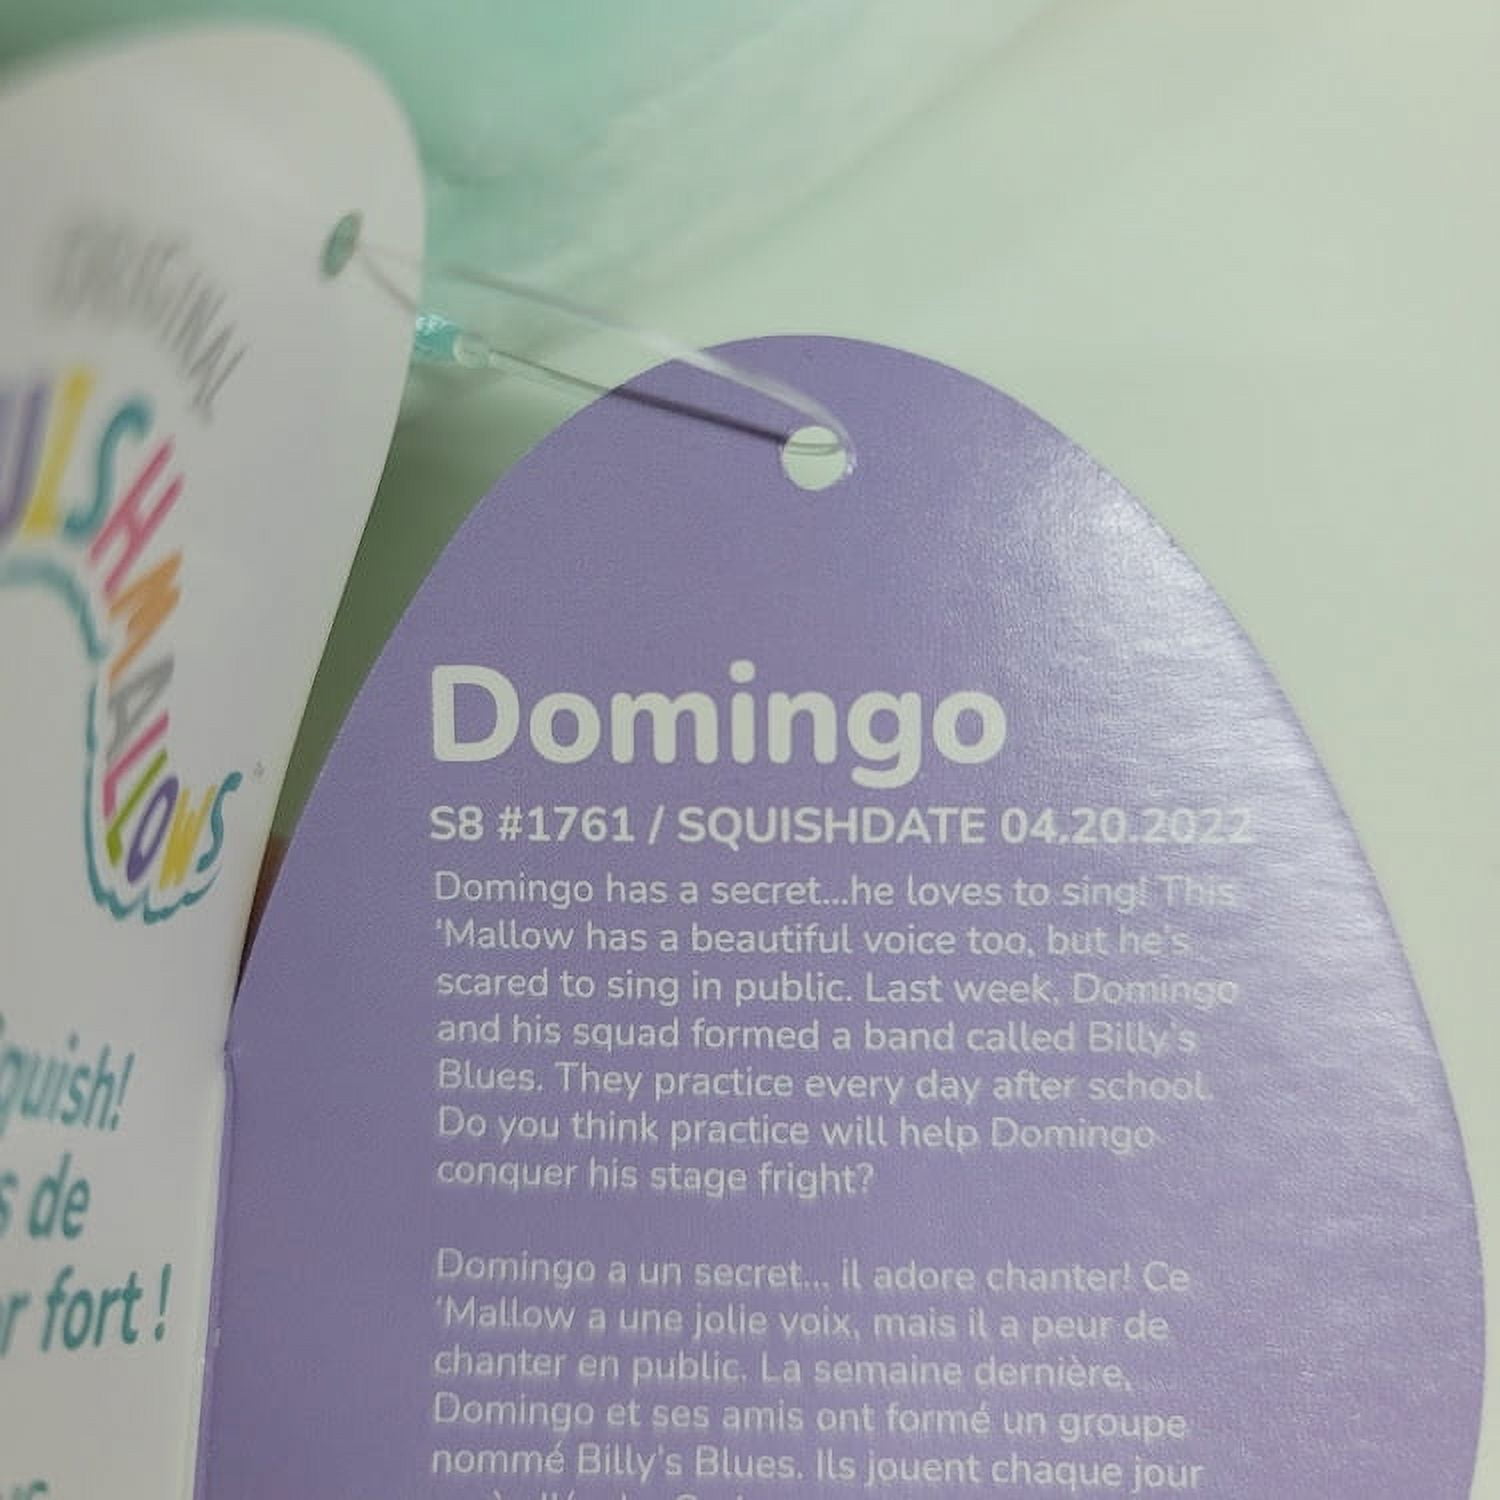 ORIGINAL
SHMALLOWS
quish!
s de
r fort !
Domingo
S8 #1761 / SQUISHDATE 04.20.2022
Domingo has a secret...he loves to sing! This
'Mallow has a beautiful voice too, but he's
scared to sing in public. Last week, Domingo
and his squad formed a band called Billy's
Blues. They practice every day after school.
Do you think practice will help Domingo
conquer his stage fright?
Domingo a un secret... il adore chanter! Ce
'Mallow a une jolie voix, mais il a peur de
chanter en public. La semaine dernière,
Domingo et ses amis ont formé un groupe
nommé Billy's Blues. Ils jouent chaque jour